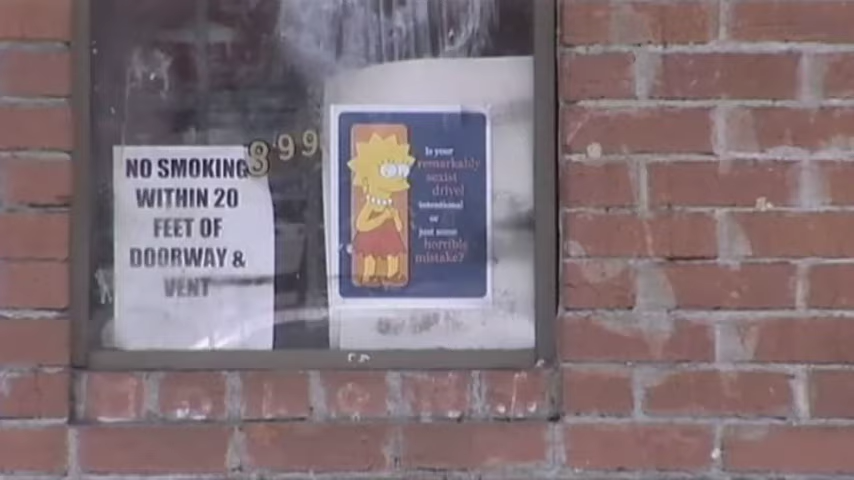 NO SMOKING
WITHIN 20
FEET OF
DOORWAY &
VENT
899
Is your
remarkably
sexist
drivel
intentional
or
just some
horrible
mistake?